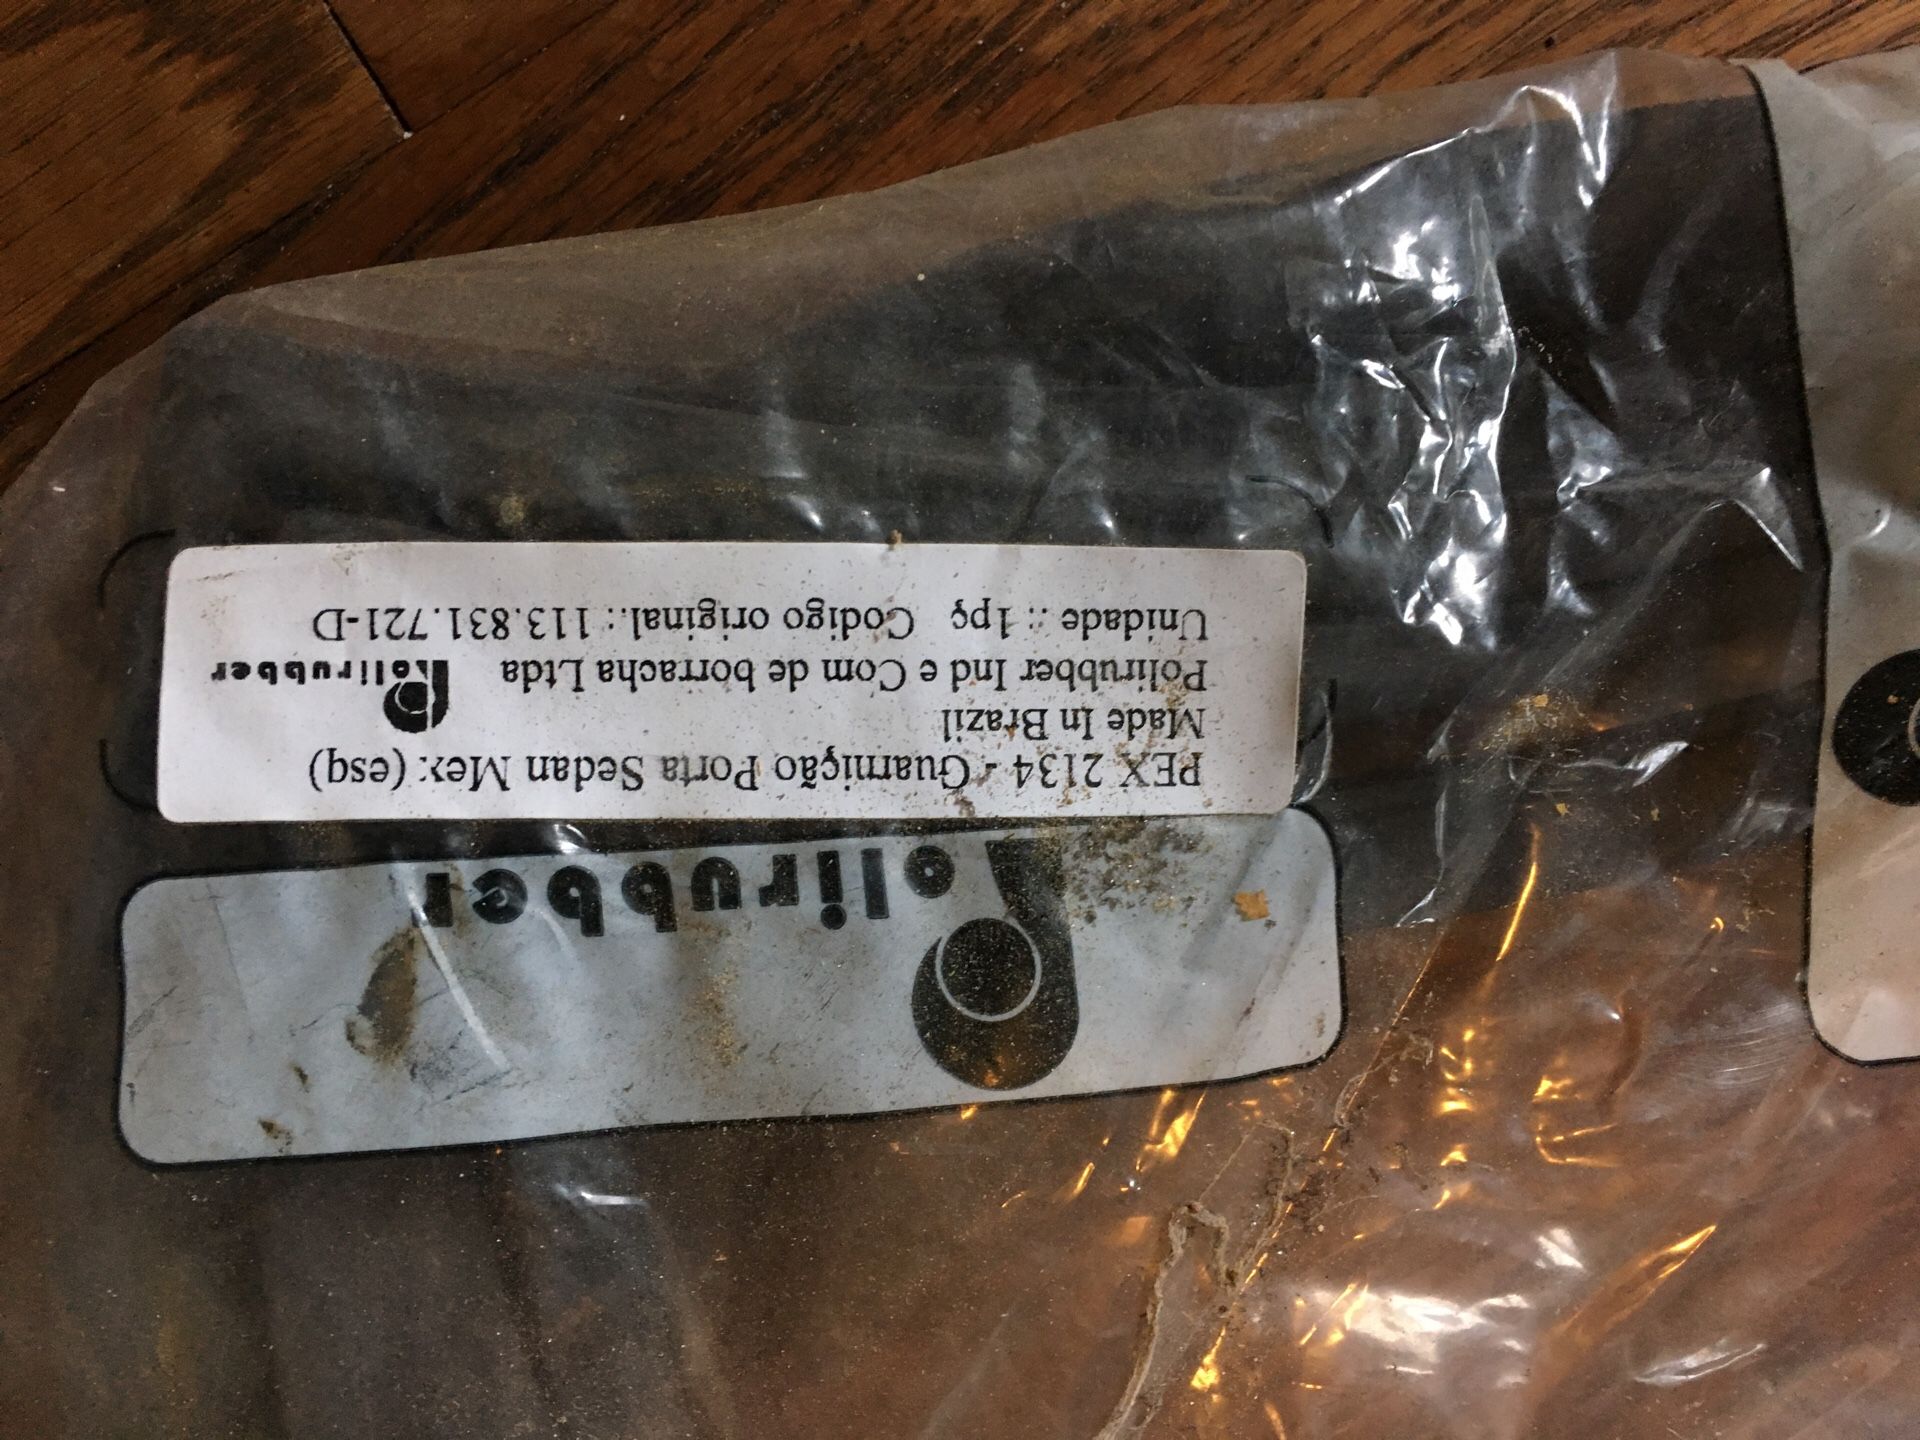 PEX 2134 - Guarnição Porta Sedan Mex. (esq)
Made In Brazil
Polirubber Ind e Com de borracha Ltda Polirubber
Unidade :: 1pç Codigo original.: 113.831.721-D
Polirubber